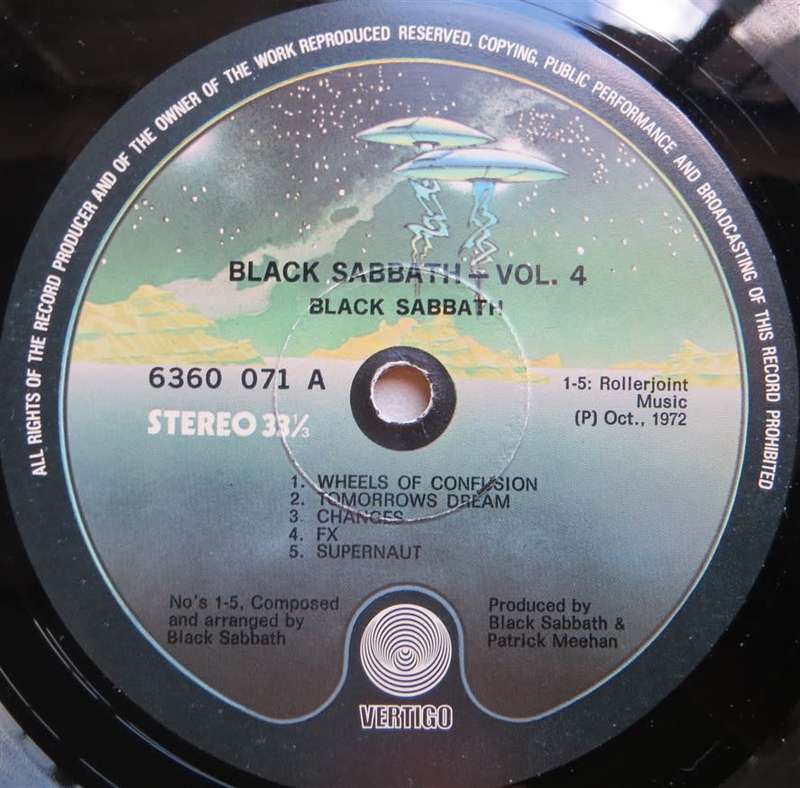 ALL RIGHTS OF THE RECORD PRODUCER AND OF THE OWNER OF THE WORK REPRODUCED RESERVED. COPYING, PUBLIC PERFORMANCE AND BROADCASTING OF THIS RECORD PROHIBITED
BLACK SABBATH - VOL. 4
BLACK SABBATH
6360 071 A
STEREO 33⅓
1-5: Rollerjoint
Music
(P) Oct., 1972
1. WHEELS OF CONFUSION
2. TOMORROWS DREAM
3. CHANGES
4. FX
5. SUPERNAUT
No's 1-5, Composed
and arranged by
Black Sabbath
Produced by
Black Sabbath &
Patrick Meehan
VERTIGO